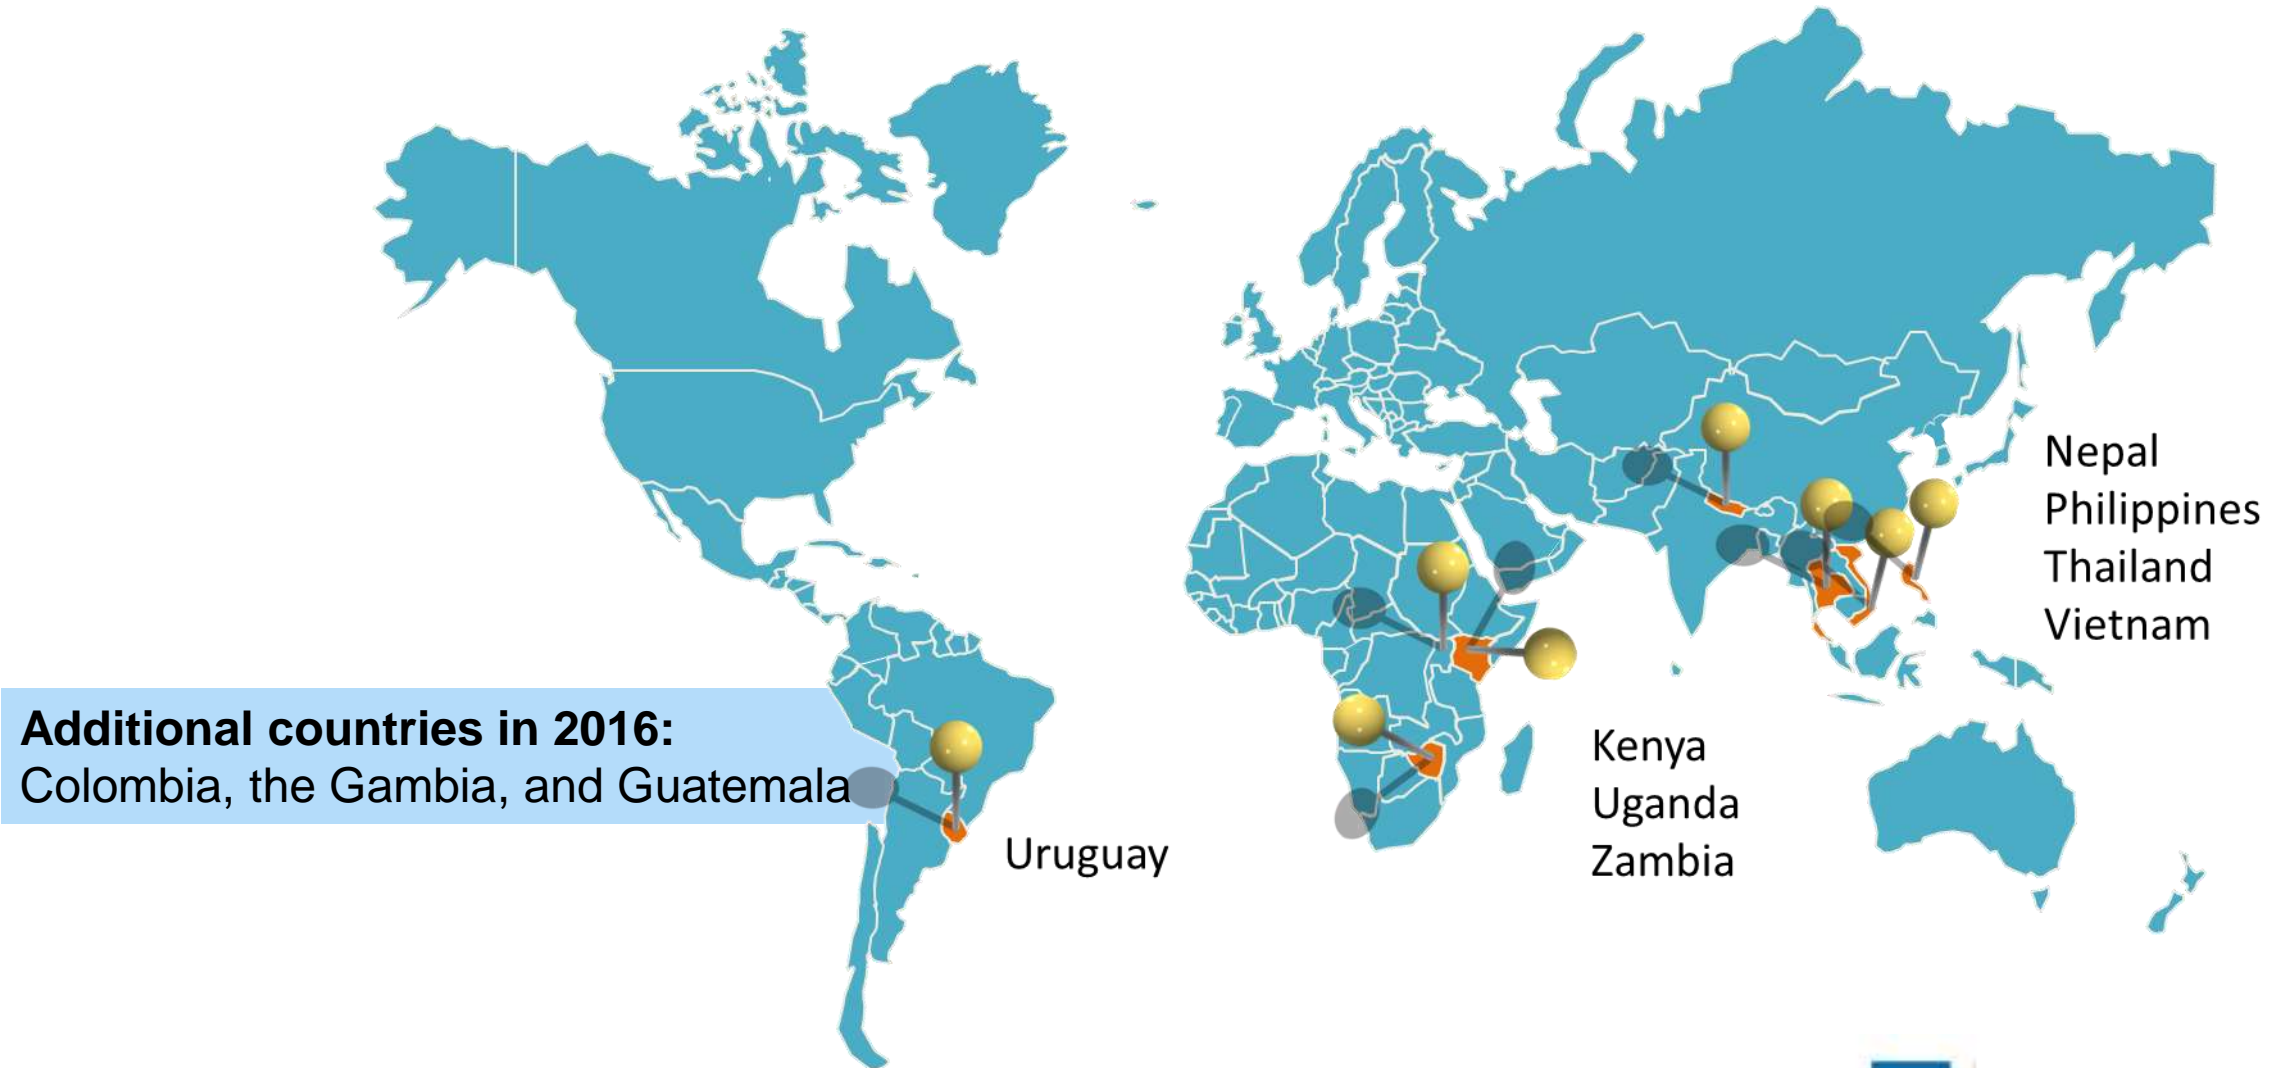 Nepal
Philippines
Thailand
Vietnam
Additional countries in 2016:
Colombia, the Gambia, and Guatemala
Kenya
Uganda
Zambia
Uruguay